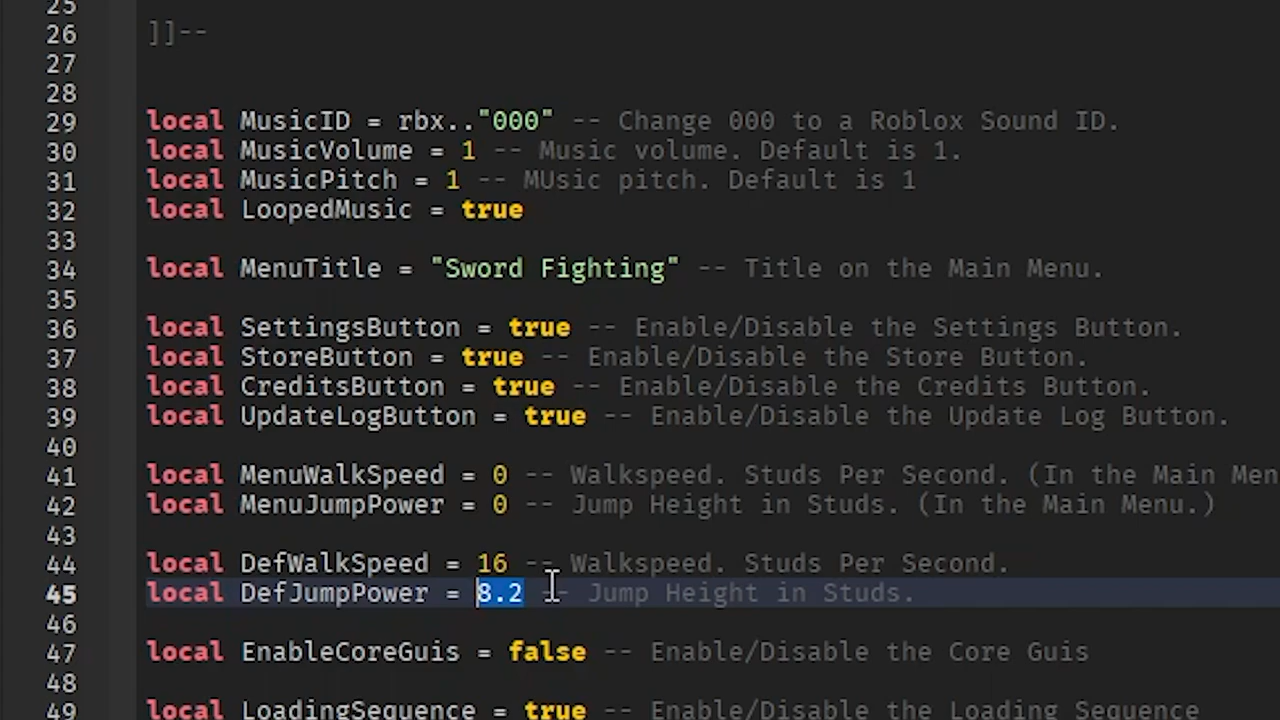 25
26 ]]--
27
28
29 local MusicID = rbx.."000" -- Change 000 to a Roblox Sound ID.
30 local MusicVolume = 1 -- Music volume. Default is 1.
31 local MusicPitch = 1 -- MUsic pitch. Default is 1
32 local LoopedMusic = true
33
34 local MenuTitle = "Sword Fighting" -- Title on the Main Menu.
35
36 local SettingsButton = true -- Enable/Disable the Settings Button.
37 local StoreButton = true -- Enable/Disable the Store Button.
38 local CreditsButton = true -- Enable/Disable the Credits Button.
39 local UpdateLogButton = true -- Enable/Disable the Update Log Button.
40
41 local MenuWalkSpeed = 0 -- Walkspeed. Studs Per Second. (In the Main Men
42 local MenuJumpPower = 0 -- Jump Height in Studs. (In the Main Menu.)
43
44 local DefWalkSpeed = 16 -- Walkspeed. Studs Per Second.
45 local DefJumpPower = 8.2 -- Jump Height in Studs.
46
47 local EnableCoreGuis = false -- Enable/Disable the Core Guis
48
49 local LoadingSequence = true -- Enable/Disable the Loading Sequence